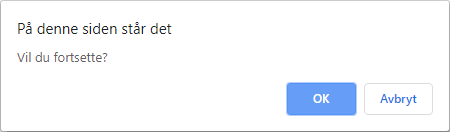 På denne siden står det
Vil du fortsette?
OK
Avbryt